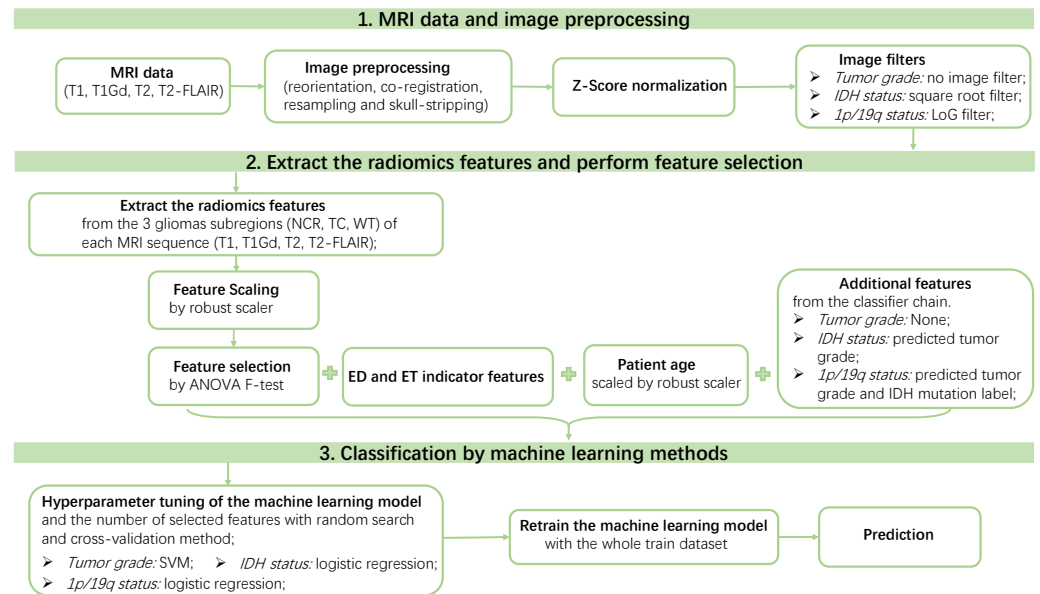 1. MRI data and image preprocessing
MRI data
(T1, T1Gd, T2, T2-FLAIR)
Image preprocessing
(reorientation, co-registration,
resampling and skull-stripping)
Z-Score normalization
Image filters
➢ Tumor grade: no image filter;
➢ IDH status: square root filter;
➢ 1p/19q status: LoG filter;
2. Extract the radiomics features and perform feature selection
Extract the radiomics features
from the 3 gliomas subregions (NCR, TC, WT) of
each MRI sequence (T1, T1Gd, T2, T2-FLAIR);
Feature Scaling
by robust scaler
Feature selection
by ANOVA F-test
ED and ET indicator features
Patient age
scaled by robust scaler
Additional features
from the classifier chain.
➢ Tumor grade: None;
➢ IDH status: predicted tumor
grade;
➢ 1p/19q status: predicted tumor
grade and IDH mutation label;
3. Classification by machine learning methods
Hyperparameter tuning of the machine learning model
and the number of selected features with random search
and cross-validation method;
➢ Tumor grade: SVM; ➢ IDH status: logistic regression;
➢ 1p/19q status: logistic regression;
Retrain the machine learning model
with the whole train dataset
Prediction